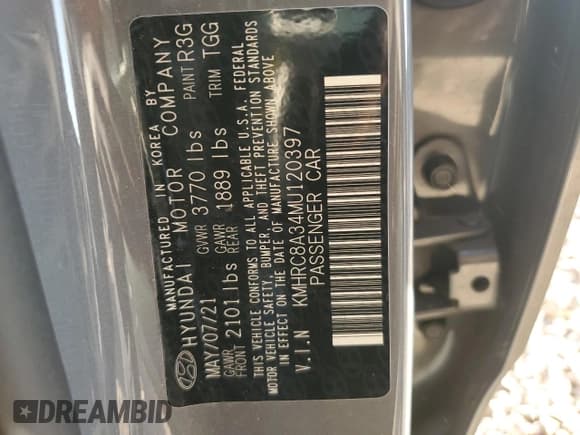 MANUFACTURED IN KOREA BY
HYUNDAI MOTOR COMPANY
MAY/07/21 GVWR 3770 lbs PAINT R3G
GAWR FRONT 2101 lbs GAWR REAR 1889 lbs TRIM TGG
THIS VEHICLE CONFORMS TO ALL APPLICABLE U.S.A. FEDERAL
MOTOR VEHICLE SAFETY, BUMPER, AND THEFT PREVENTION STANDARDS
IN EFFECT ON THE DATE OF MANUFACTURE SHOWN ABOVE
V.I.N KMHRC8A34MU120397
PASSENGER CAR
DREAMBID